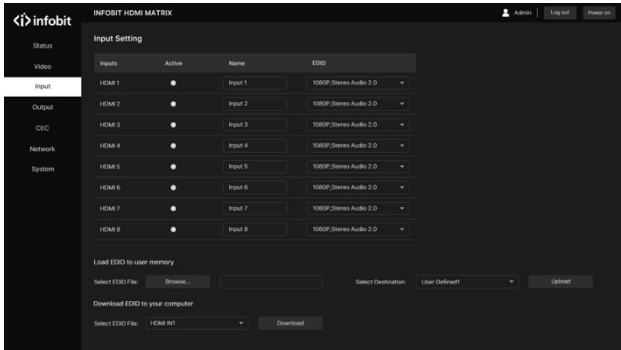 infobit
INFOBIT HDMI MATRIX
Admin
Log out
Power on
Status
Video
Input
Output
CEC
Network
System
Input Setting
Inputs Active Name EDID
HDMI 1 Input 1 1080P,Stereo Audio 2.0
HDMI 2 Input 2 1080P,Stereo Audio 2.0
HDMI 3 Input 3 1080P,Stereo Audio 2.0
HDMI 4 Input 4 1080P,Stereo Audio 2.0
HDMI 5 Input 5 1080P,Stereo Audio 2.0
HDMI 6 Input 6 1080P,Stereo Audio 2.0
HDMI 7 Input 7 1080P,Stereo Audio 2.0
HDMI 8 Input 8 1080P,Stereo Audio 2.0
Load EDID to user memory
Select EDID File: Browse... Select Destination: User Defined1 Upload
Download EDID to your computer
Select EDID File: HDMI IN1 Download